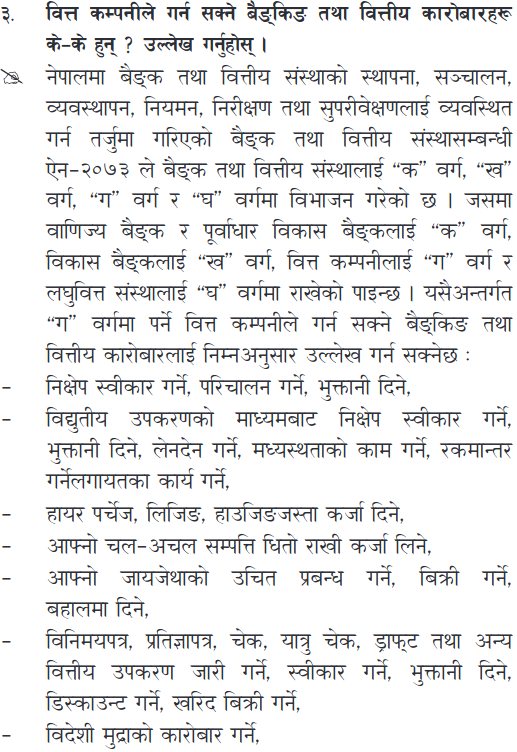 ३. वित्त कम्पनीले गर्न सक्ने बैङ्किङ तथा वित्तीय कारोबारहरू
के-के हुन् ? उल्लेख गर्नुहोस् ।
नेपालमा बैङ्क तथा वित्तीय संस्थाको स्थापना, सञ्चालन,
व्यवस्थापन, नियमन, निरीक्षण तथा सुपरीवेक्षणलाई व्यवस्थित
गर्न तर्जुमा गरिएको बैङ्क तथा वित्तीय संस्थासम्बन्धी
ऐन-२०७३ ले बैङ्क तथा वित्तीय संस्थालाई “क” वर्ग, “ख”
वर्ग, “ग” वर्ग र “घ” वर्गमा विभाजन गरेको छ । जसमा
वाणिज्य बैङ्क र पूर्वाधार विकास बैङ्कलाई “क” वर्ग,
विकास बैङ्कलाई “ख” वर्ग, वित्त कम्पनीलाई “ग” वर्ग र
लघुवित्त संस्थालाई “घ” वर्गमा राखेको पाइन्छ । यसैअन्तर्गत
“ग” वर्गमा पर्ने वित्त कम्पनीले गर्न सक्ने बैङ्किङ तथा
वित्तीय कारोबारलाई निम्नअनुसार उल्लेख गर्न सक्नेछ :
- निक्षेप स्वीकार गर्ने, परिचालन गर्ने, भुक्तानी दिने,
- विद्युतीय उपकरणको माध्यमबाट निक्षेप स्वीकार गर्ने,
भुक्तानी दिने, लेनदेन गर्ने, मध्यस्थताको काम गर्ने, रकमान्तर
गर्नेलगायतका कार्य गर्ने,
- हायर पर्चेज, लिजिङ, हाउजिङजस्ता कर्जा दिने,
- आफ्नो चल-अचल सम्पत्ति धितो राखी कर्जा लिने,
- आफ्नो जायजेथाको उचित प्रबन्ध गर्ने, बिक्री गर्ने,
बहालमा दिने,
- विनिमयपत्र, प्रतिज्ञापत्र, चेक, यात्रु चेक, ड्राफ्ट तथा अन्य
वित्तीय उपकरण जारी गर्ने, स्वीकार गर्ने, भुक्तानी दिने,
डिस्काउन्ट गर्ने, खरिद बिक्री गर्ने,
- विदेशी मुद्राको कारोबार गर्ने,